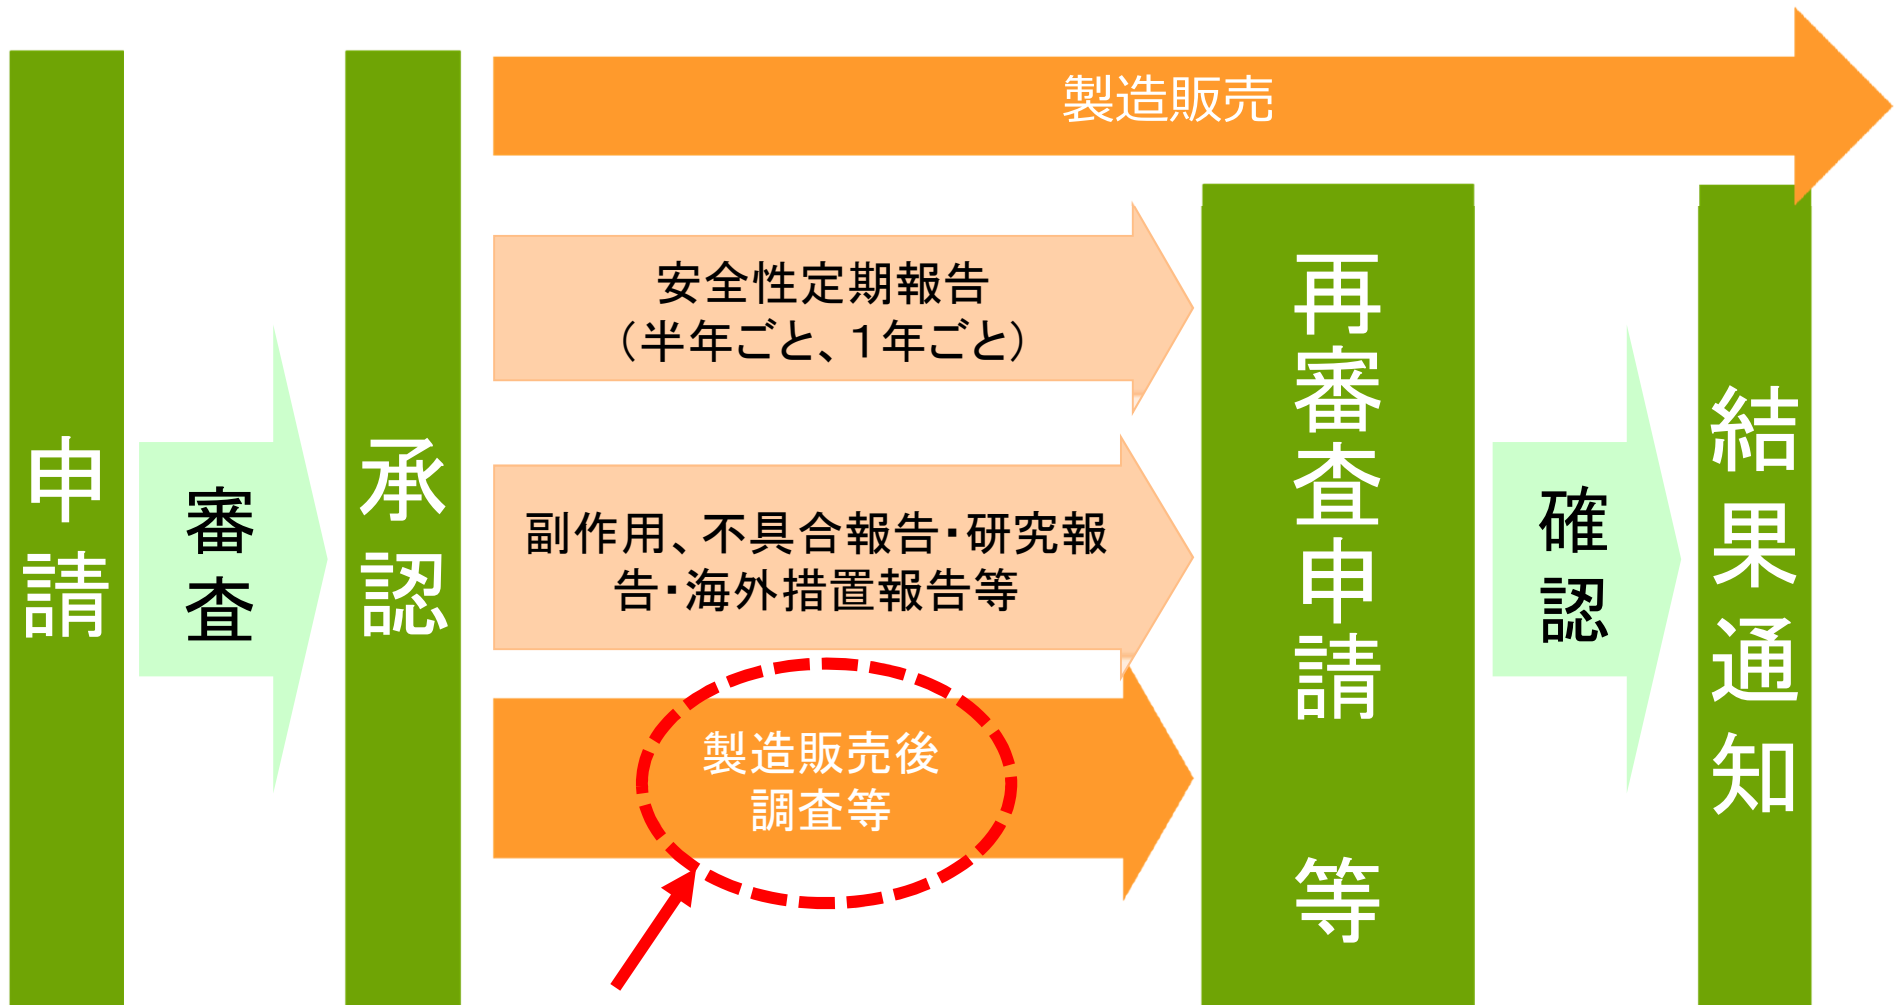 製造販売
申請
審査
承認
安全性定期報告
（半年ごと、１年ごと）
副作用、不具合報告・研究報
告・海外措置報告等
製造販売後
調査等
再審査申請 等
確認
結果通知